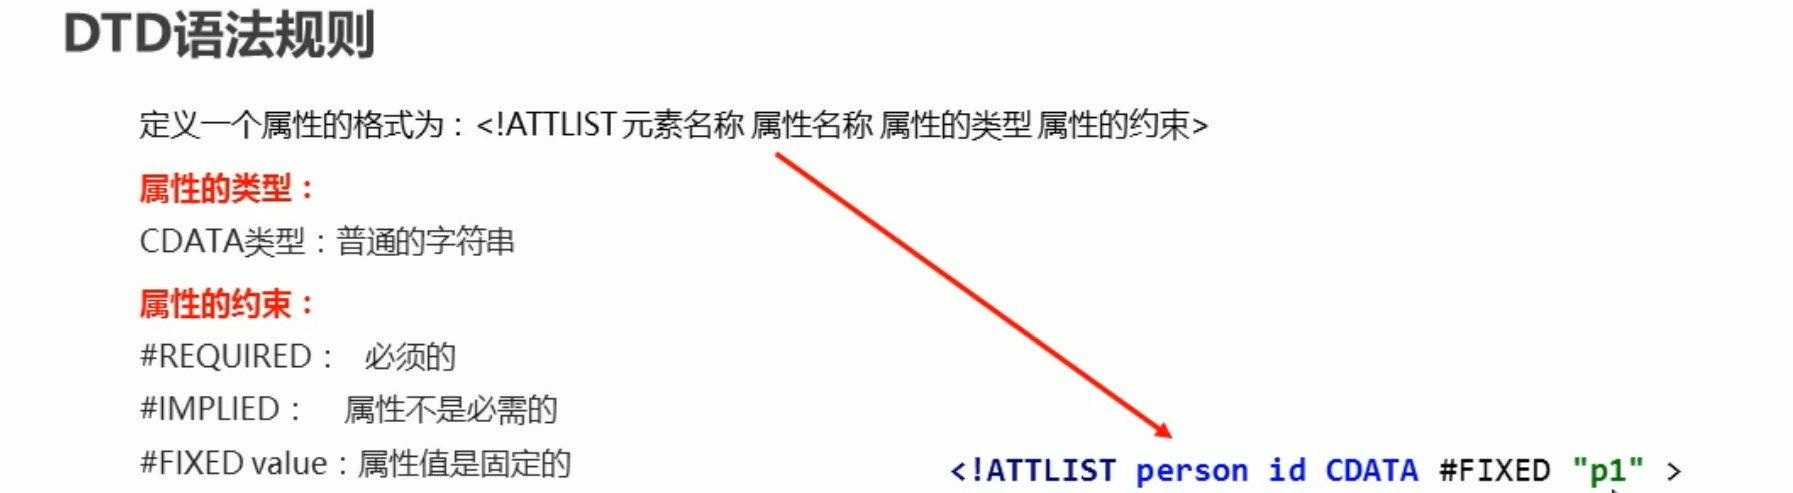 DTD语法规则
定义一个属性的格式为：<!ATTLIST 元素名称 属性名称 属性的类型 属性的约束>
属性的类型：
CDATA类型：普通的字符串
属性的约束：
#REQUIRED： 必须的
#IMPLIED： 属性不是必需的
#FIXED value：属性值是固定的
<!ATTLIST person id CDATA #FIXED "p1" >